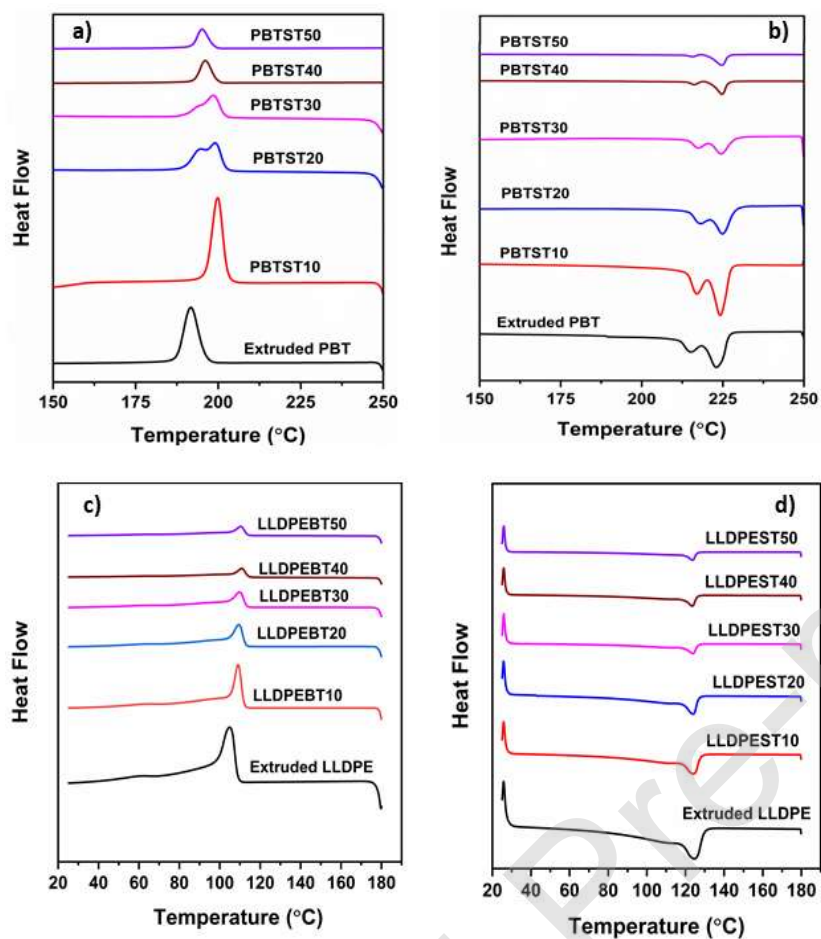 a)
PBTST50
PBTST40
PBTST30
PBTST20
PBTST10
Extruded PBT
Heat Flow
150 175 200 225 250
Temperature (°C)
b)
PBTST50
PBTST40
PBTST30
PBTST20
PBTST10
Extruded PBT
Heat Flow
150 175 200 225 250
Temperature (°C)
c)
LLDPEBT50
LLDPEBT40
LLDPEBT30
LLDPEBT20
LLDPEBT10
Extruded LLDPE
Heat Flow
20 40 60 80 100 120 140 160 180
Temperature (°C)
d)
LLDPEST50
LLDPEST40
LLDPEST30
LLDPEST20
LLDPEST10
Extruded LLDPE
Heat Flow
20 40 60 80 100 120 140 160 180
Temperature (°C)
Pre-